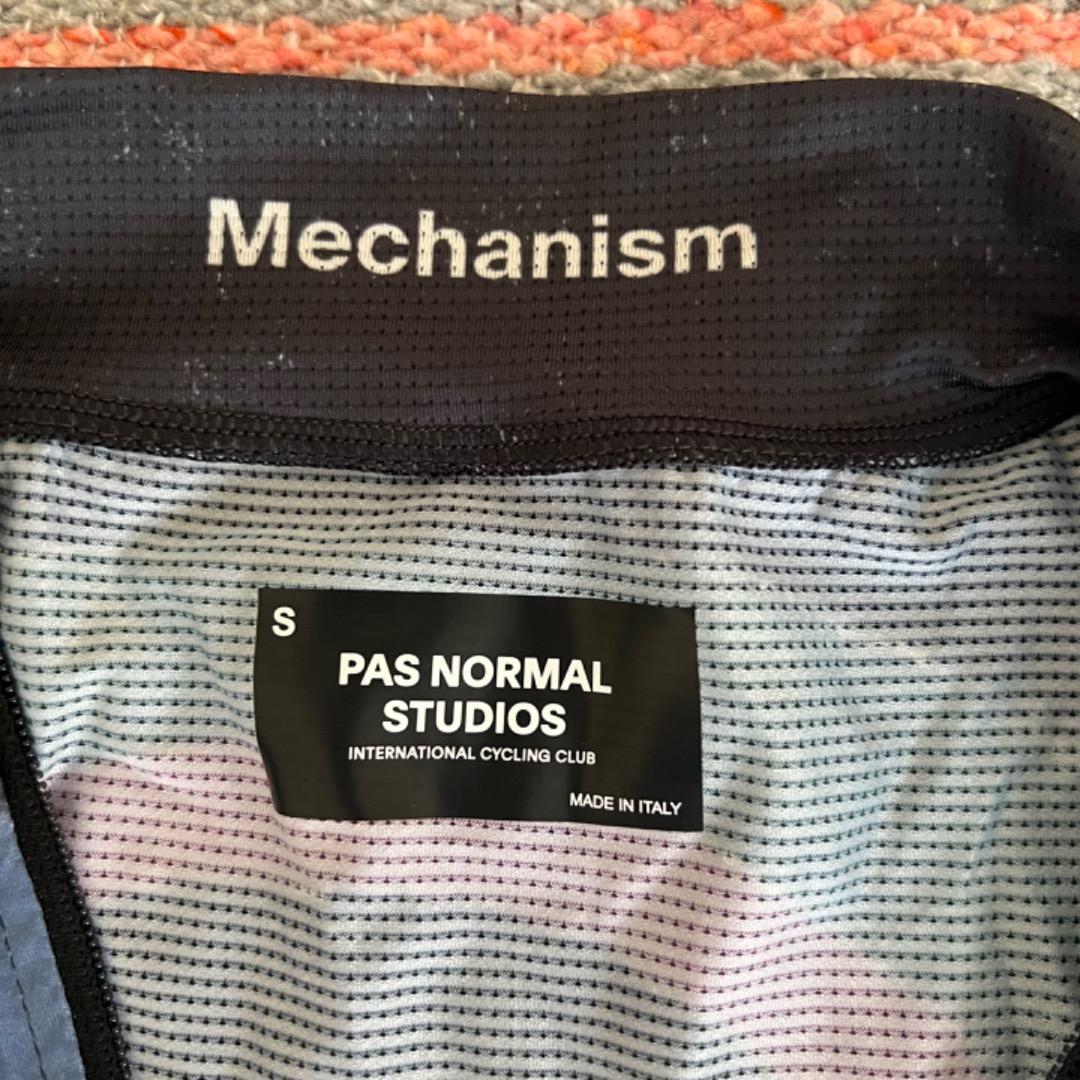 Mechanism
S
PAS NORMAL
STUDIOS
INTERNATIONAL CYCLING CLUB
MADE IN ITALY